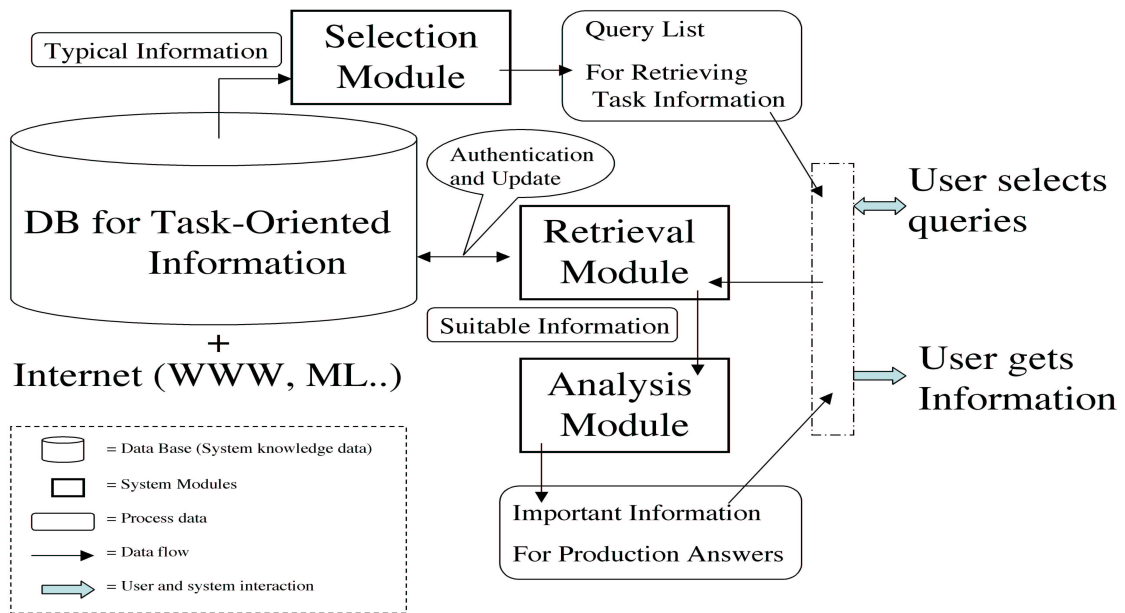 Typical Information
Selection
Module
Query List
For Retrieving
Task Information
Authentication
and Update
DB for Task-Oriented
Information
Retrieval
Module
User selects
queries
Suitable Information
+
Internet (WWW, ML..)
Analysis
Module
User gets
Information
Important Information
For Production Answers
= Data Base (System knowledge data)
= System Modules
= Process data
= Data flow
= User and system interaction